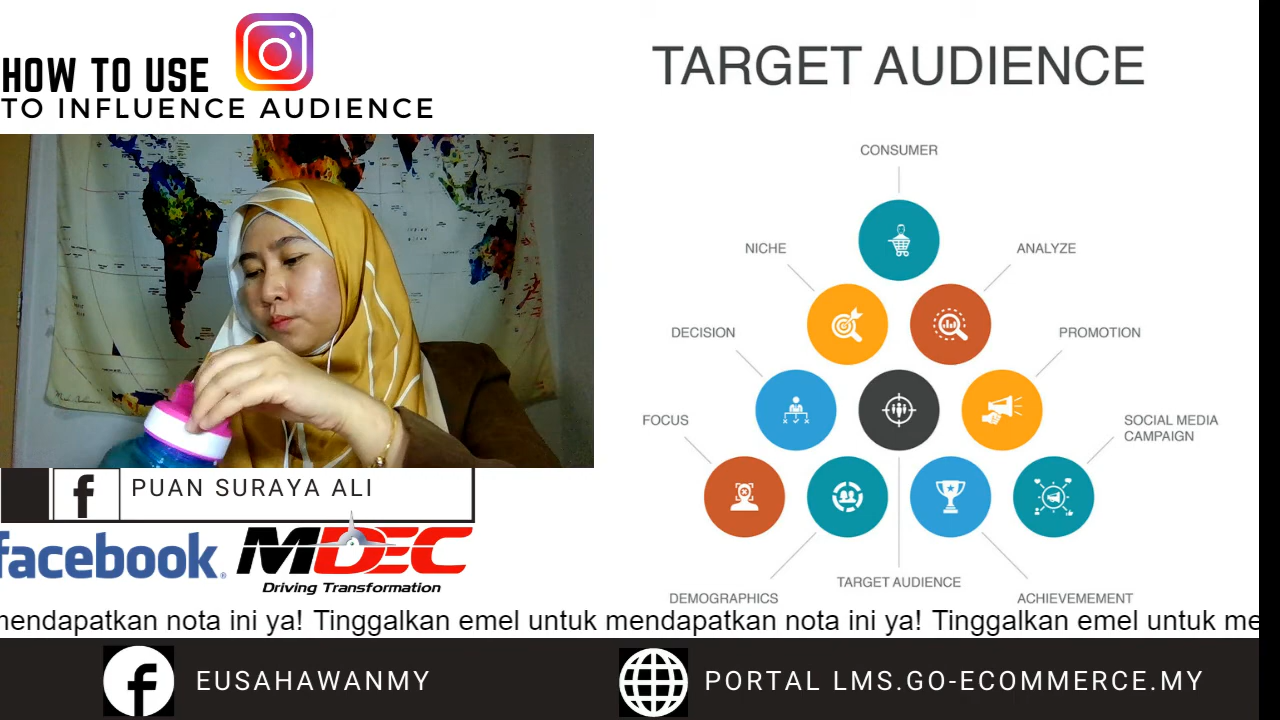 HOW TO USE
TO INFLUENCE AUDIENCE
TARGET AUDIENCE
CONSUMER
NICHE
ANALYZE
DECISION
PROMOTION
FOCUS
SOCIAL MEDIA
CAMPAIGN
TARGET AUDIENCE
DEMOGRAPHICS
ACHIEVEMEMENT
f PUAN SURAYA ALI
facebook®
MDEC
Driving Transformation
mendapatkan nota ini ya! Tinggalkan emel untuk mendapatkan nota ini ya! Tinggalkan emel untuk me
f EUSAHAWANMY
PORTAL LMS.GO-ECOMMERCE.MY